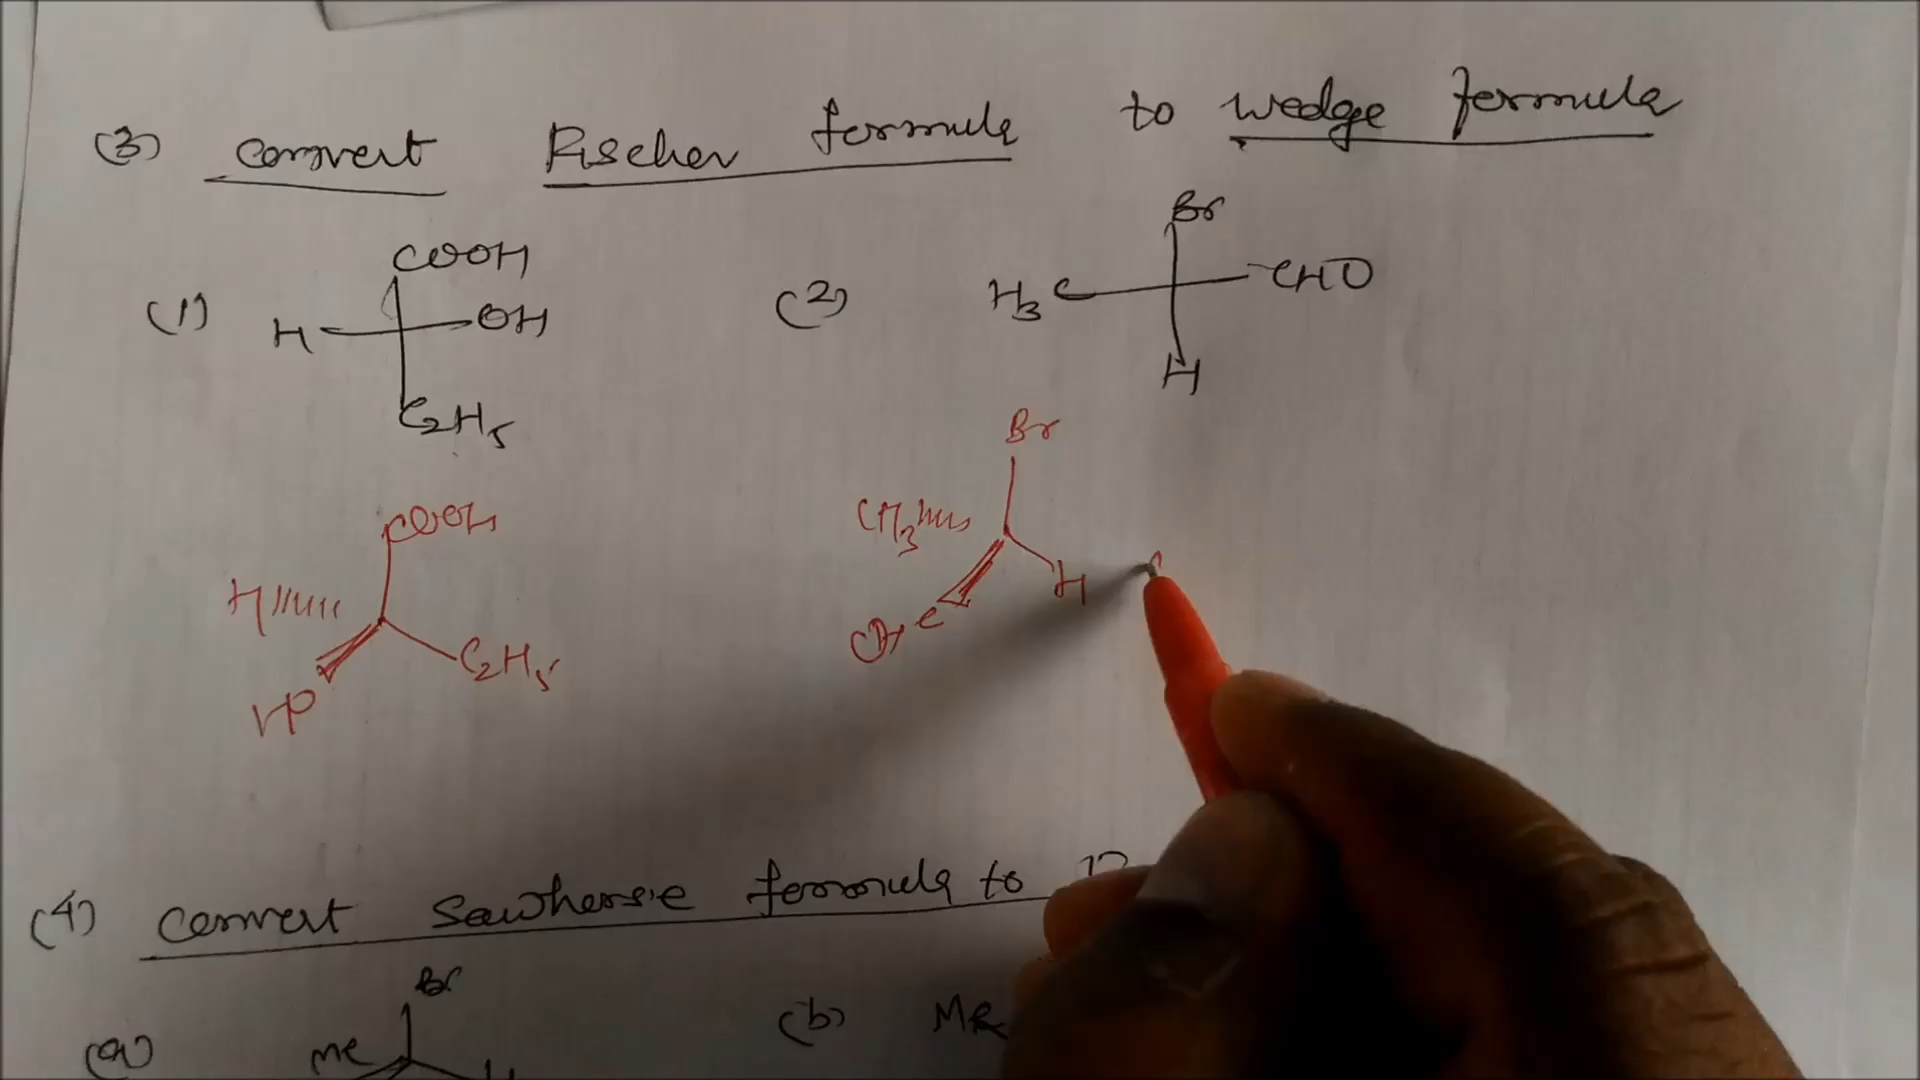 (3) convert Fischer formula to wedge formula
(1)
COOH
H OH
C2H5
(2)
Br
H3C CHO
H
COOH
H
HO
C2H5
Br
CH3
H
(4) convert sawhorse formula to
(a)
Br
Me
H
(b) Me